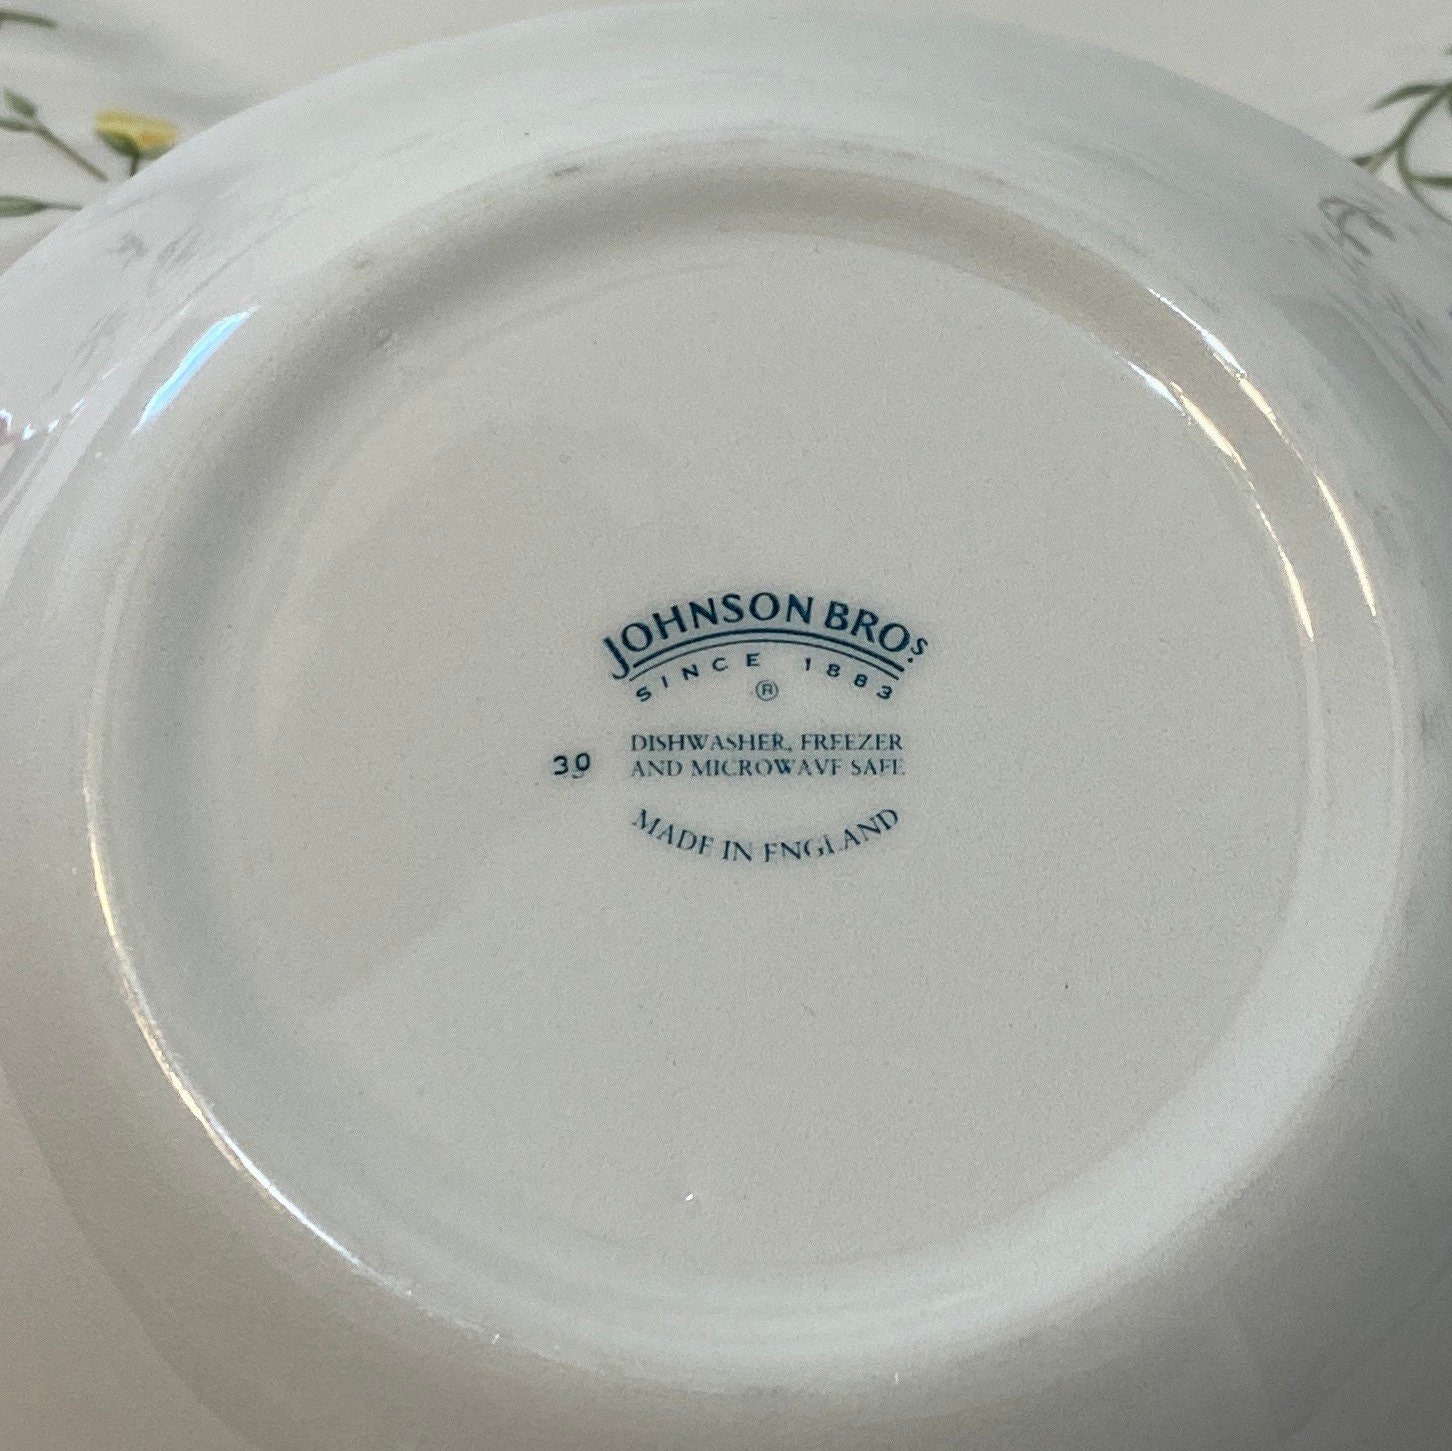 JOHNSON BROS.
SINCE 1883
®
DISHWASHER, FREEZER
AND MICROWAVE SAFE
30
MADE IN ENGLAND